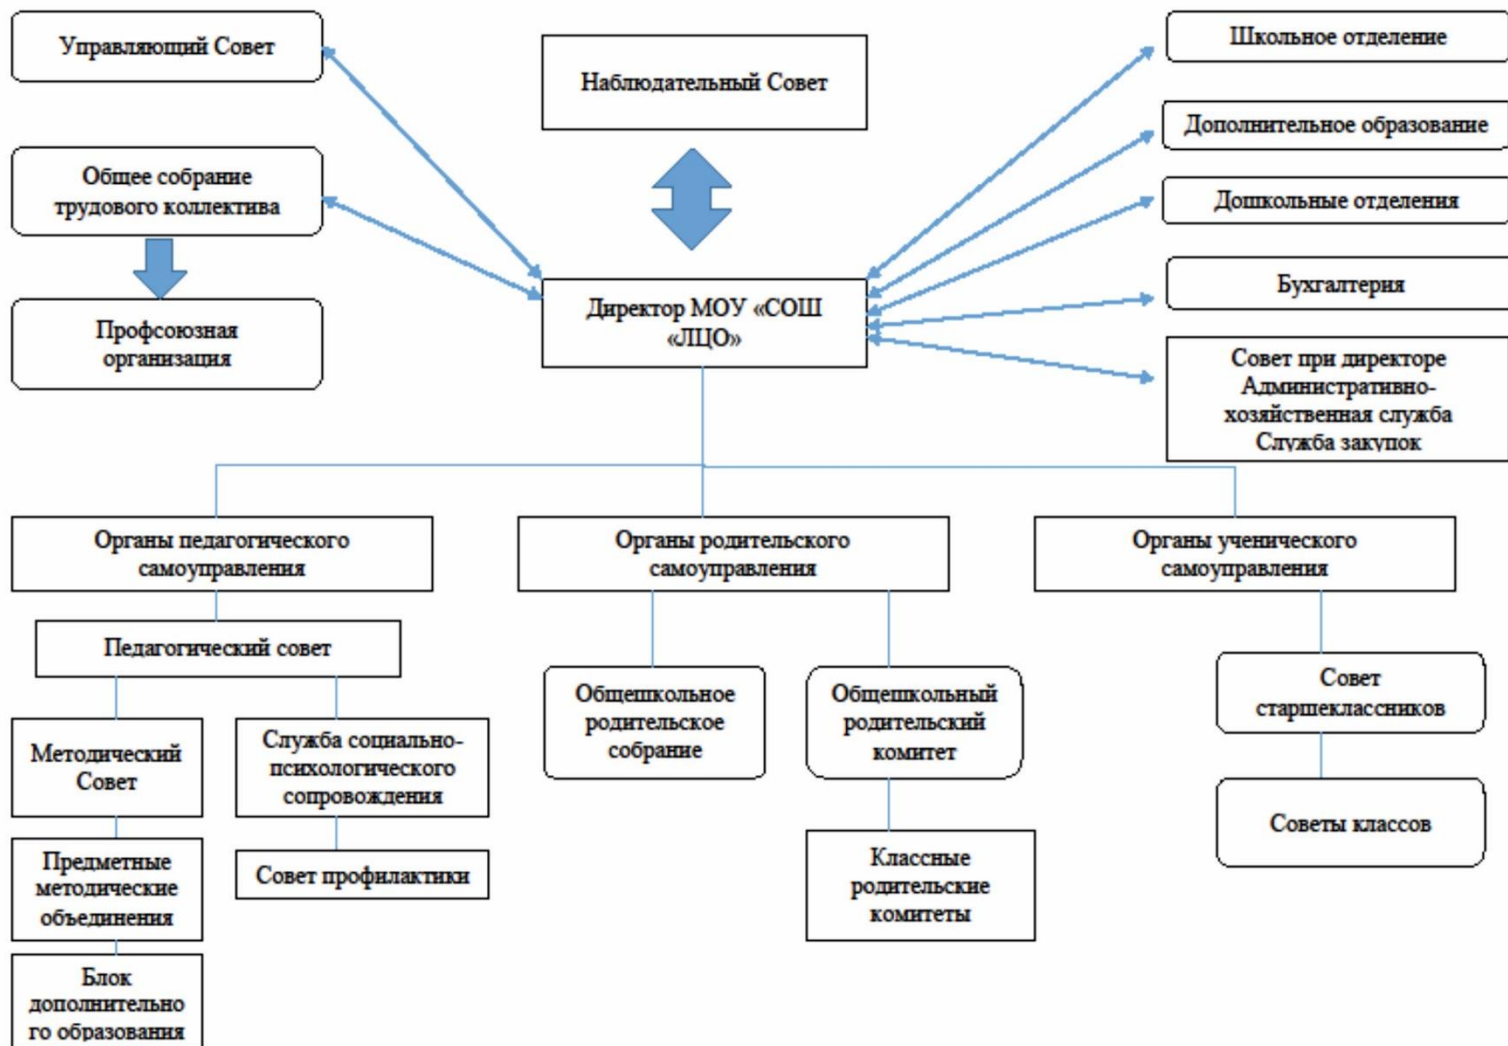 Управляющий Совет
Наблюдательный Совет
Школьное отделение
Дополнительное образование
Общее собрание
трудового коллектива
Дошкольные отделения
Бухгалтерия
Директор МОУ «СОШ
«ЛЦО»
Профсоюзная
организация
Совет при директоре
Административно-
хозяйственная служба
Служба закупок
Органы педагогического
самоуправления
Органы родительского
самоуправления
Органы ученического
самоуправления
Педагогический совет
Методический
Совет
Служба социально-
психологического
сопровождения
Общешкольное
родительское
собрание
Общешкольный
родительский
комитет
Совет
старшеклассников
Предметные
методические
объединения
Совет профилактики
Классные
родительские
комитеты
Советы классов
Блок
дополнительно
го образования